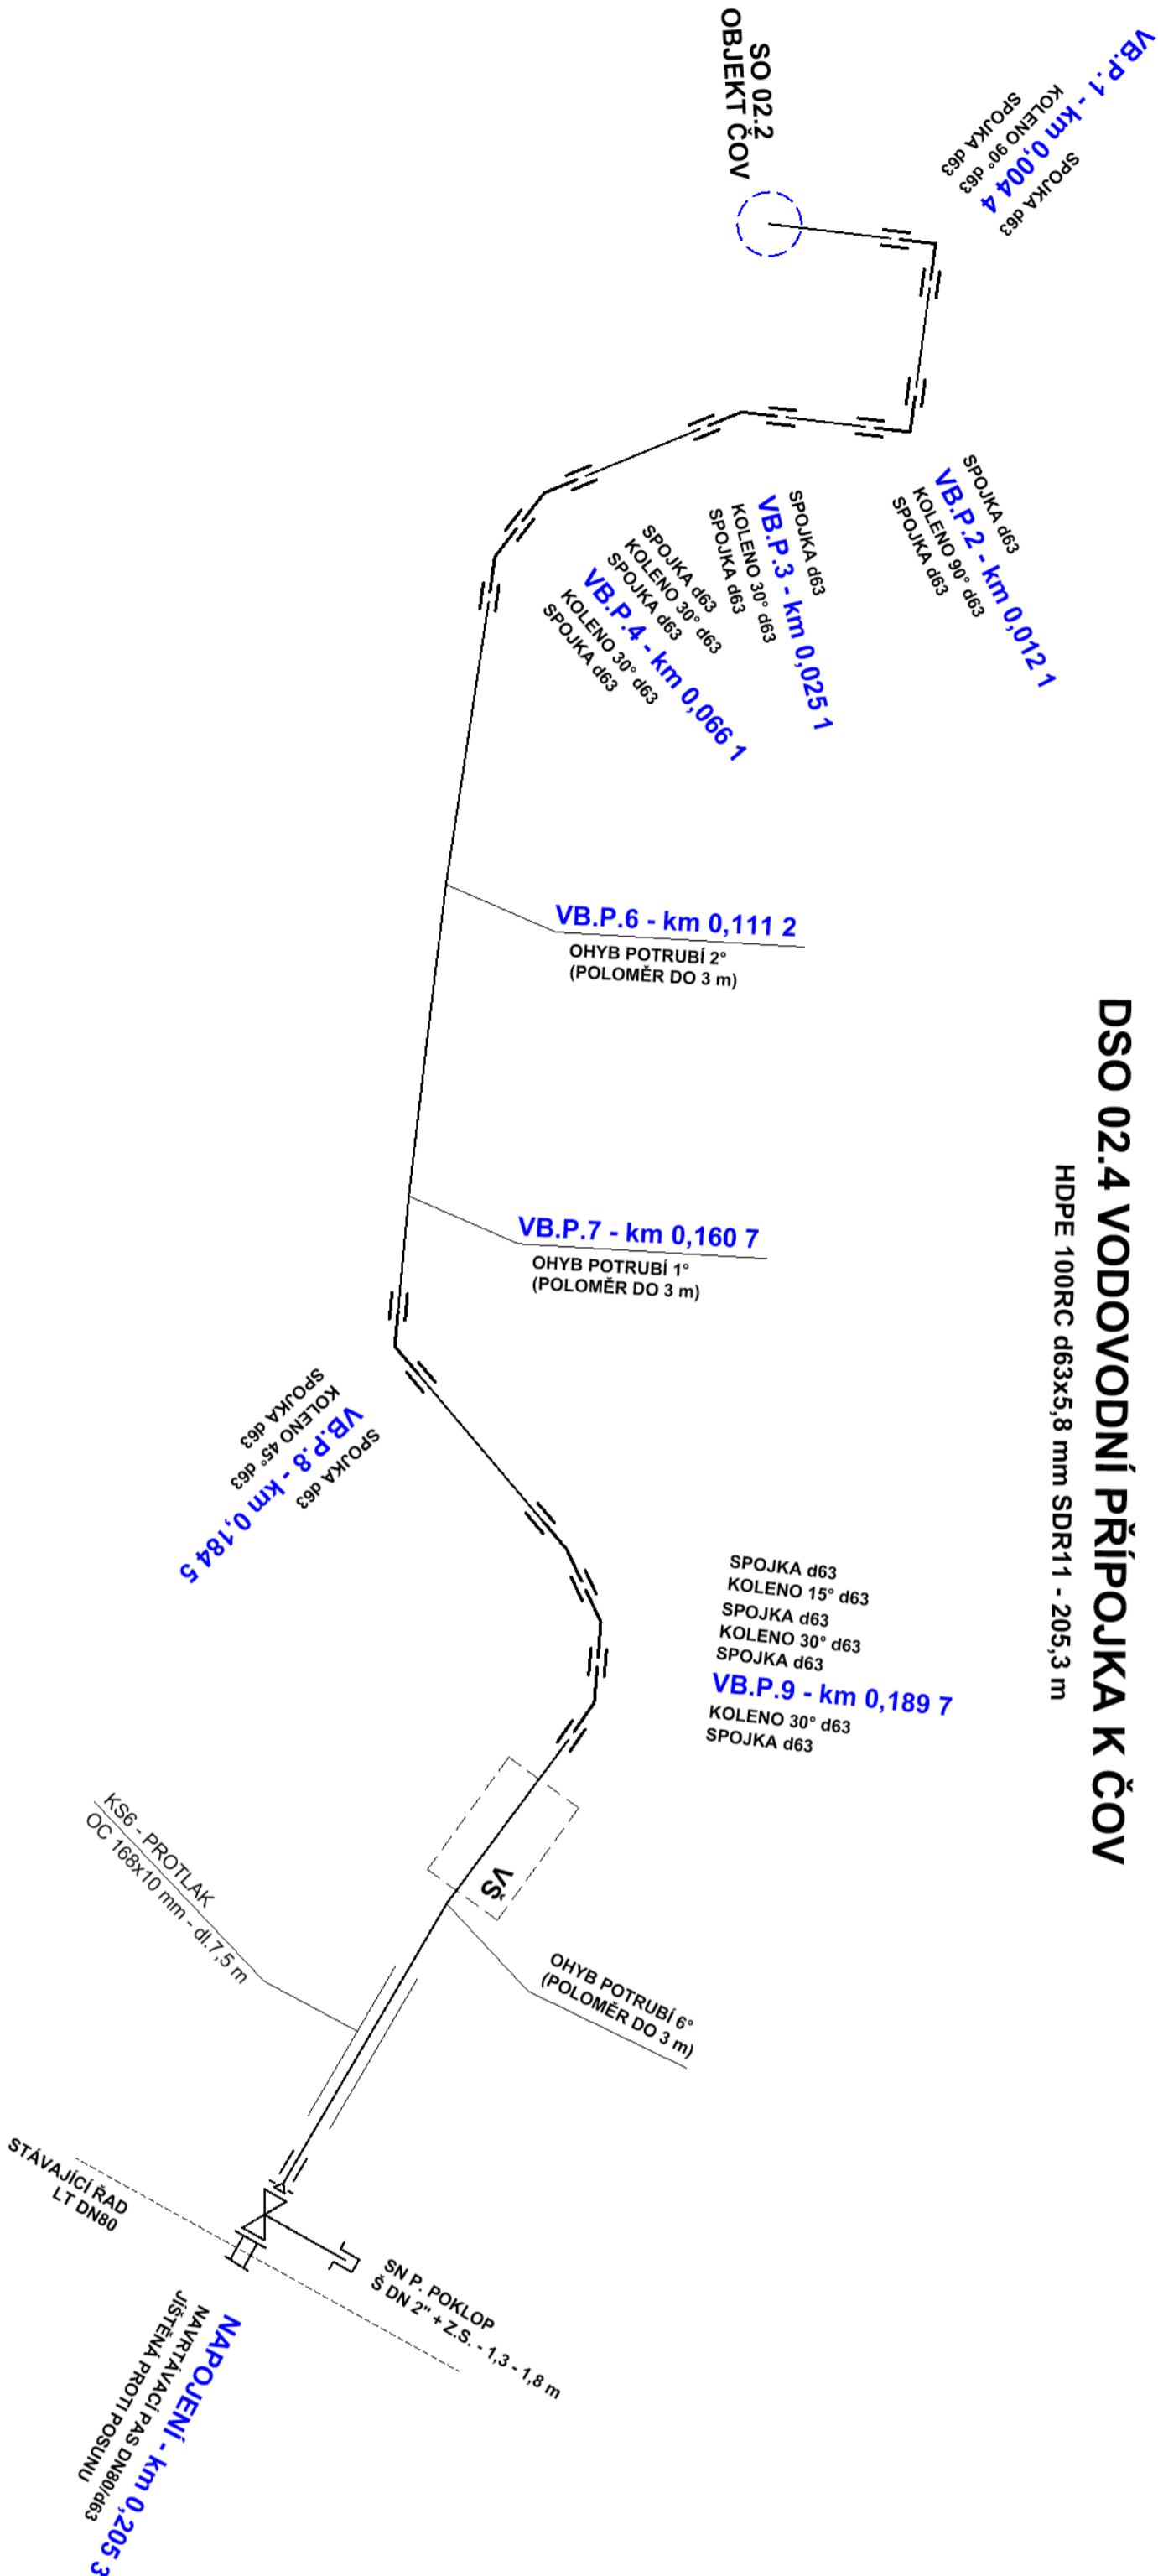 DSO 02.4 VODOVODNÍ PŘÍPOJKA K ČOV
HDPE 100RC d63x5,8 mm SDR11 - 205,3 m
SO 02.2
OBJEKT ČOV
SPOJKA d63
VB.P.1 - km 0,004 4
KOLENO 90° d63
SPOJKA d63
SPOJKA d63
VB.P.2 - km 0,012 1
KOLENO 90° d63
SPOJKA d63
SPOJKA d63
VB.P.3 - km 0,025 1
KOLENO 30° d63
SPOJKA d63
SPOJKA d63
KOLENO 30° d63
SPOJKA d63
VB.P.4 - km 0,066 1
KOLENO 30° d63
SPOJKA d63
VB.P.6 - km 0,111 2
OHYB POTRUBÍ 2°
(POLOMĚR DO 3 m)
VB.P.7 - km 0,160 7
OHYB POTRUBÍ 1°
(POLOMĚR DO 3 m)
SPOJKA d63
VB.P.8 - km 0,184 5
KOLENO 45° d63
SPOJKA d63
SPOJKA d63
KOLENO 15° d63
SPOJKA d63
KOLENO 30° d63
SPOJKA d63
VB.P.9 - km 0,189 7
KOLENO 30° d63
SPOJKA d63
VŠ
KS6 - PROTLAK
OC 168x10 mm - dl.7,5 m
OHYB POTRUBÍ 6°
(POLOMĚR DO 3 m)
STÁVAJÍCÍ ŘAD
LT DN80
SN P. POKLOP
Š DN 2" + Z.S. - 1,3 - 1,8 m
NAPOJENÍ - km 0,205 3
NAVRTÁVACÍ PAS DN80/d63
JIŠTĚNÁ PROTI POSUNU